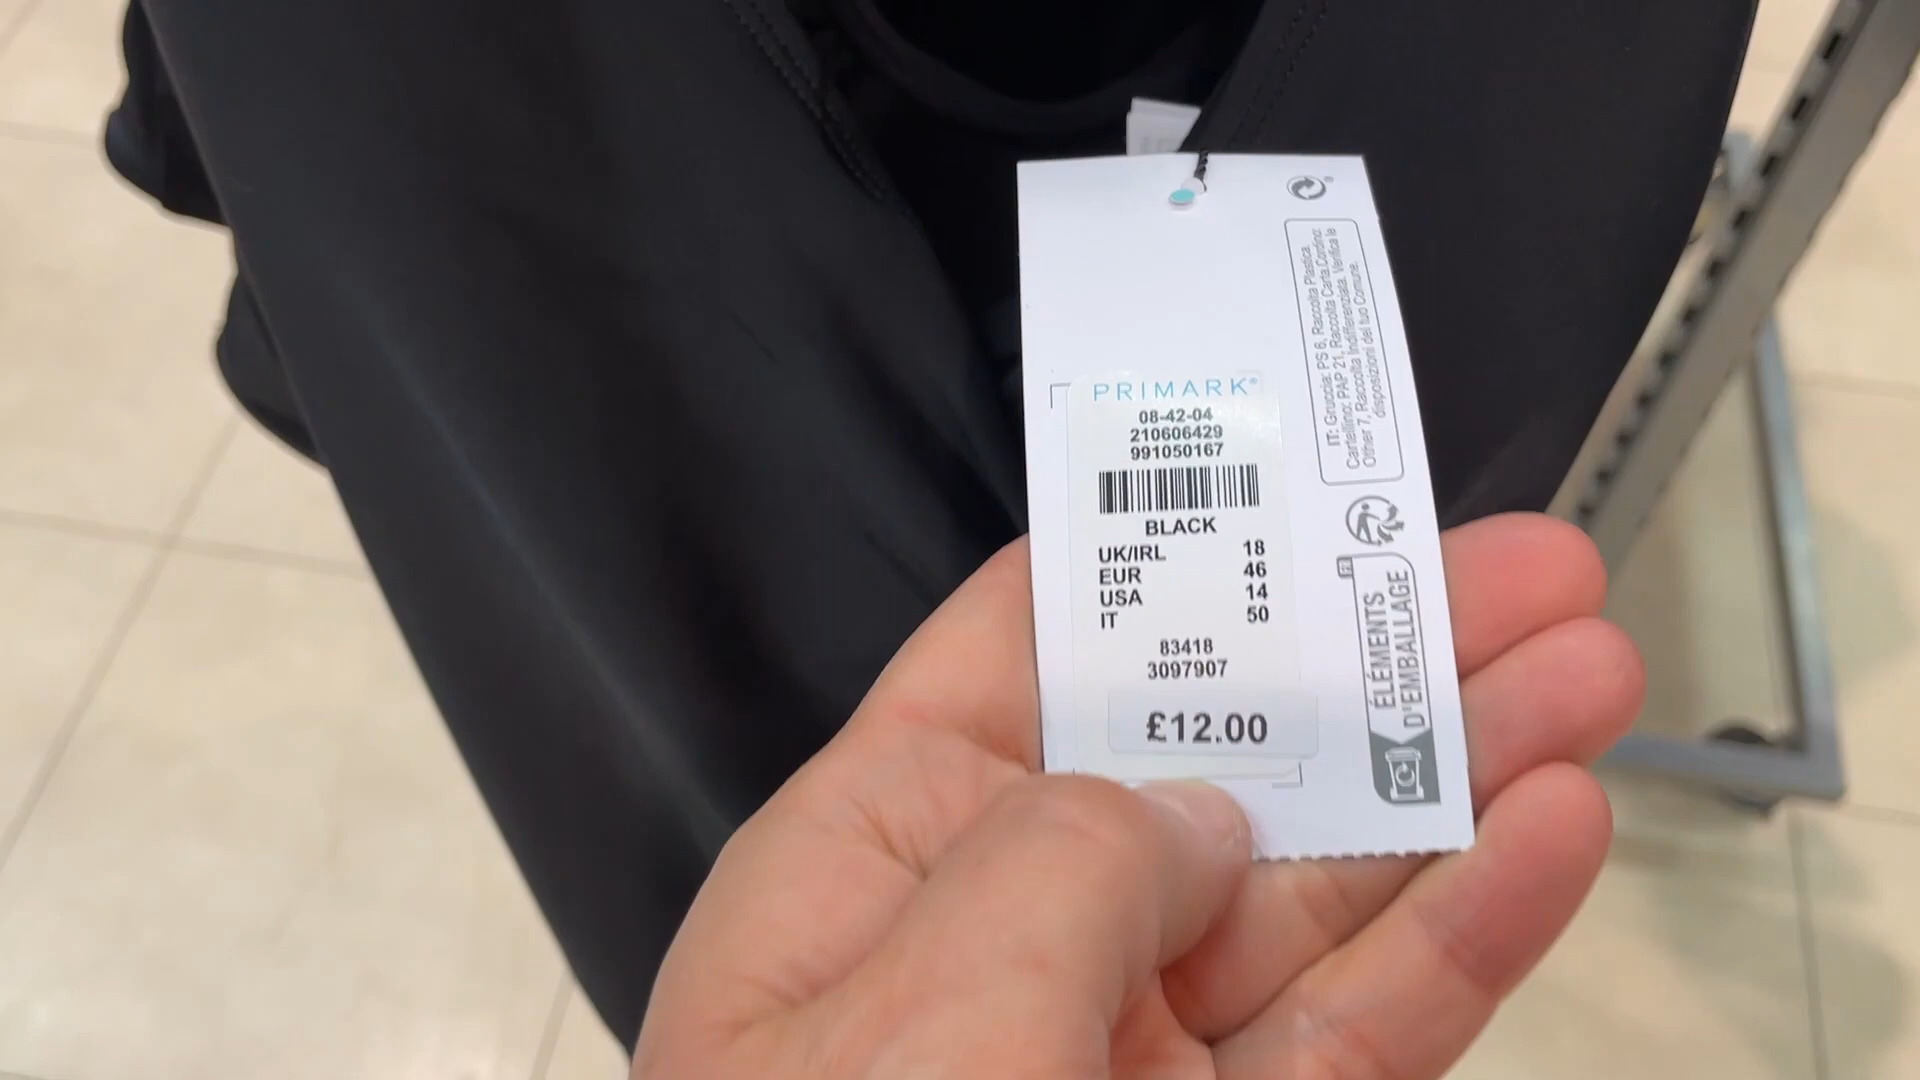 PRIMARK®
08-42-04
210606429
991050167
BLACK
UK/IRL 18
EUR 46
USA 14
IT 50
83418
3097907
£12.00
IT: Gruccia: PS 6, Raccolta Plastica.
Cartellino: PAP 21, Raccolta Carta.Cordino:
Other 7, Raccolta Indifferenziata. Verifica le
disposizioni del tuo Comune.
FR
ÉLÉMENTS
D'EMBALLAGE